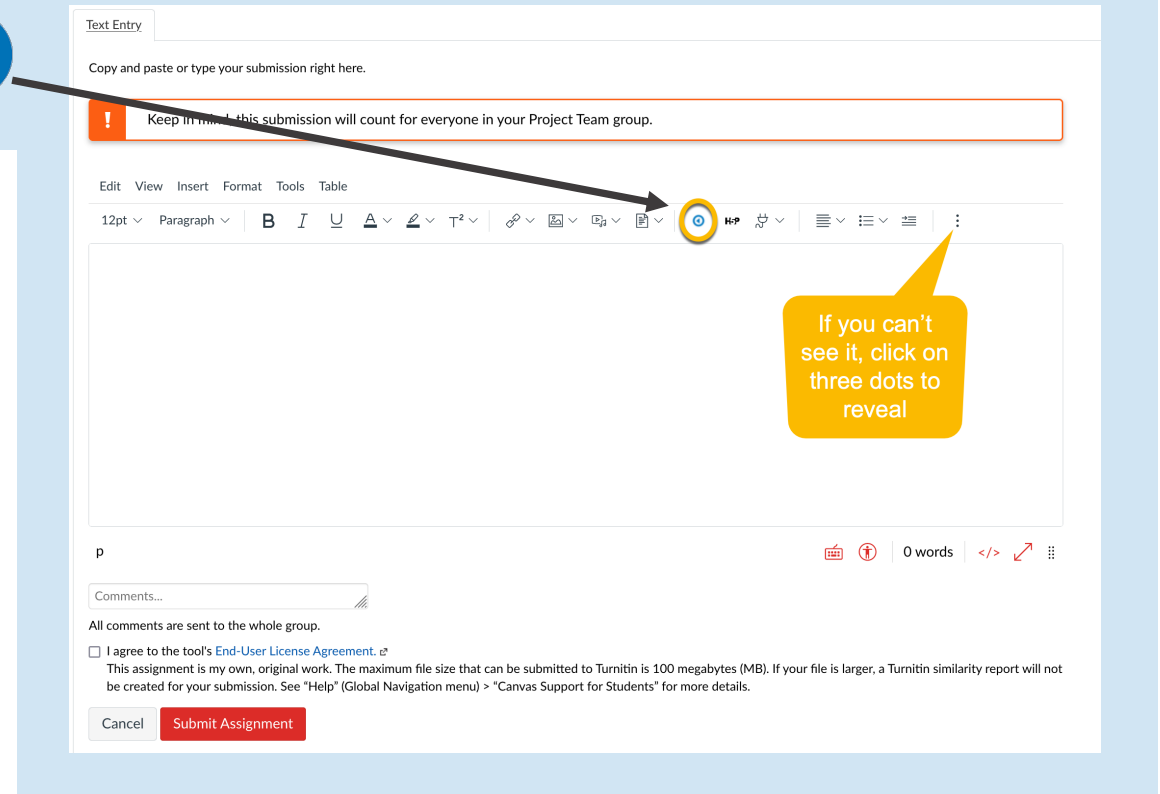 Text Entry
Copy and paste or type your submission right here.
! Keep in mind, this submission will count for everyone in your Project Team group.
Edit View Insert Format Tools Table
12pt Paragraph B I U A T² H-P
If you can't
see it, click on
three dots to
reveal
p 0 words </>
Comments...
All comments are sent to the whole group.
I agree to the tool's End-User License Agreement.
This assignment is my own, original work. The maximum file size that can be submitted to Turnitin is 100 megabytes (MB). If your file is larger, a Turnitin similarity report will not
be created for your submission. See “Help” (Global Navigation menu) > “Canvas Support for Students” for more details.
Cancel Submit Assignment